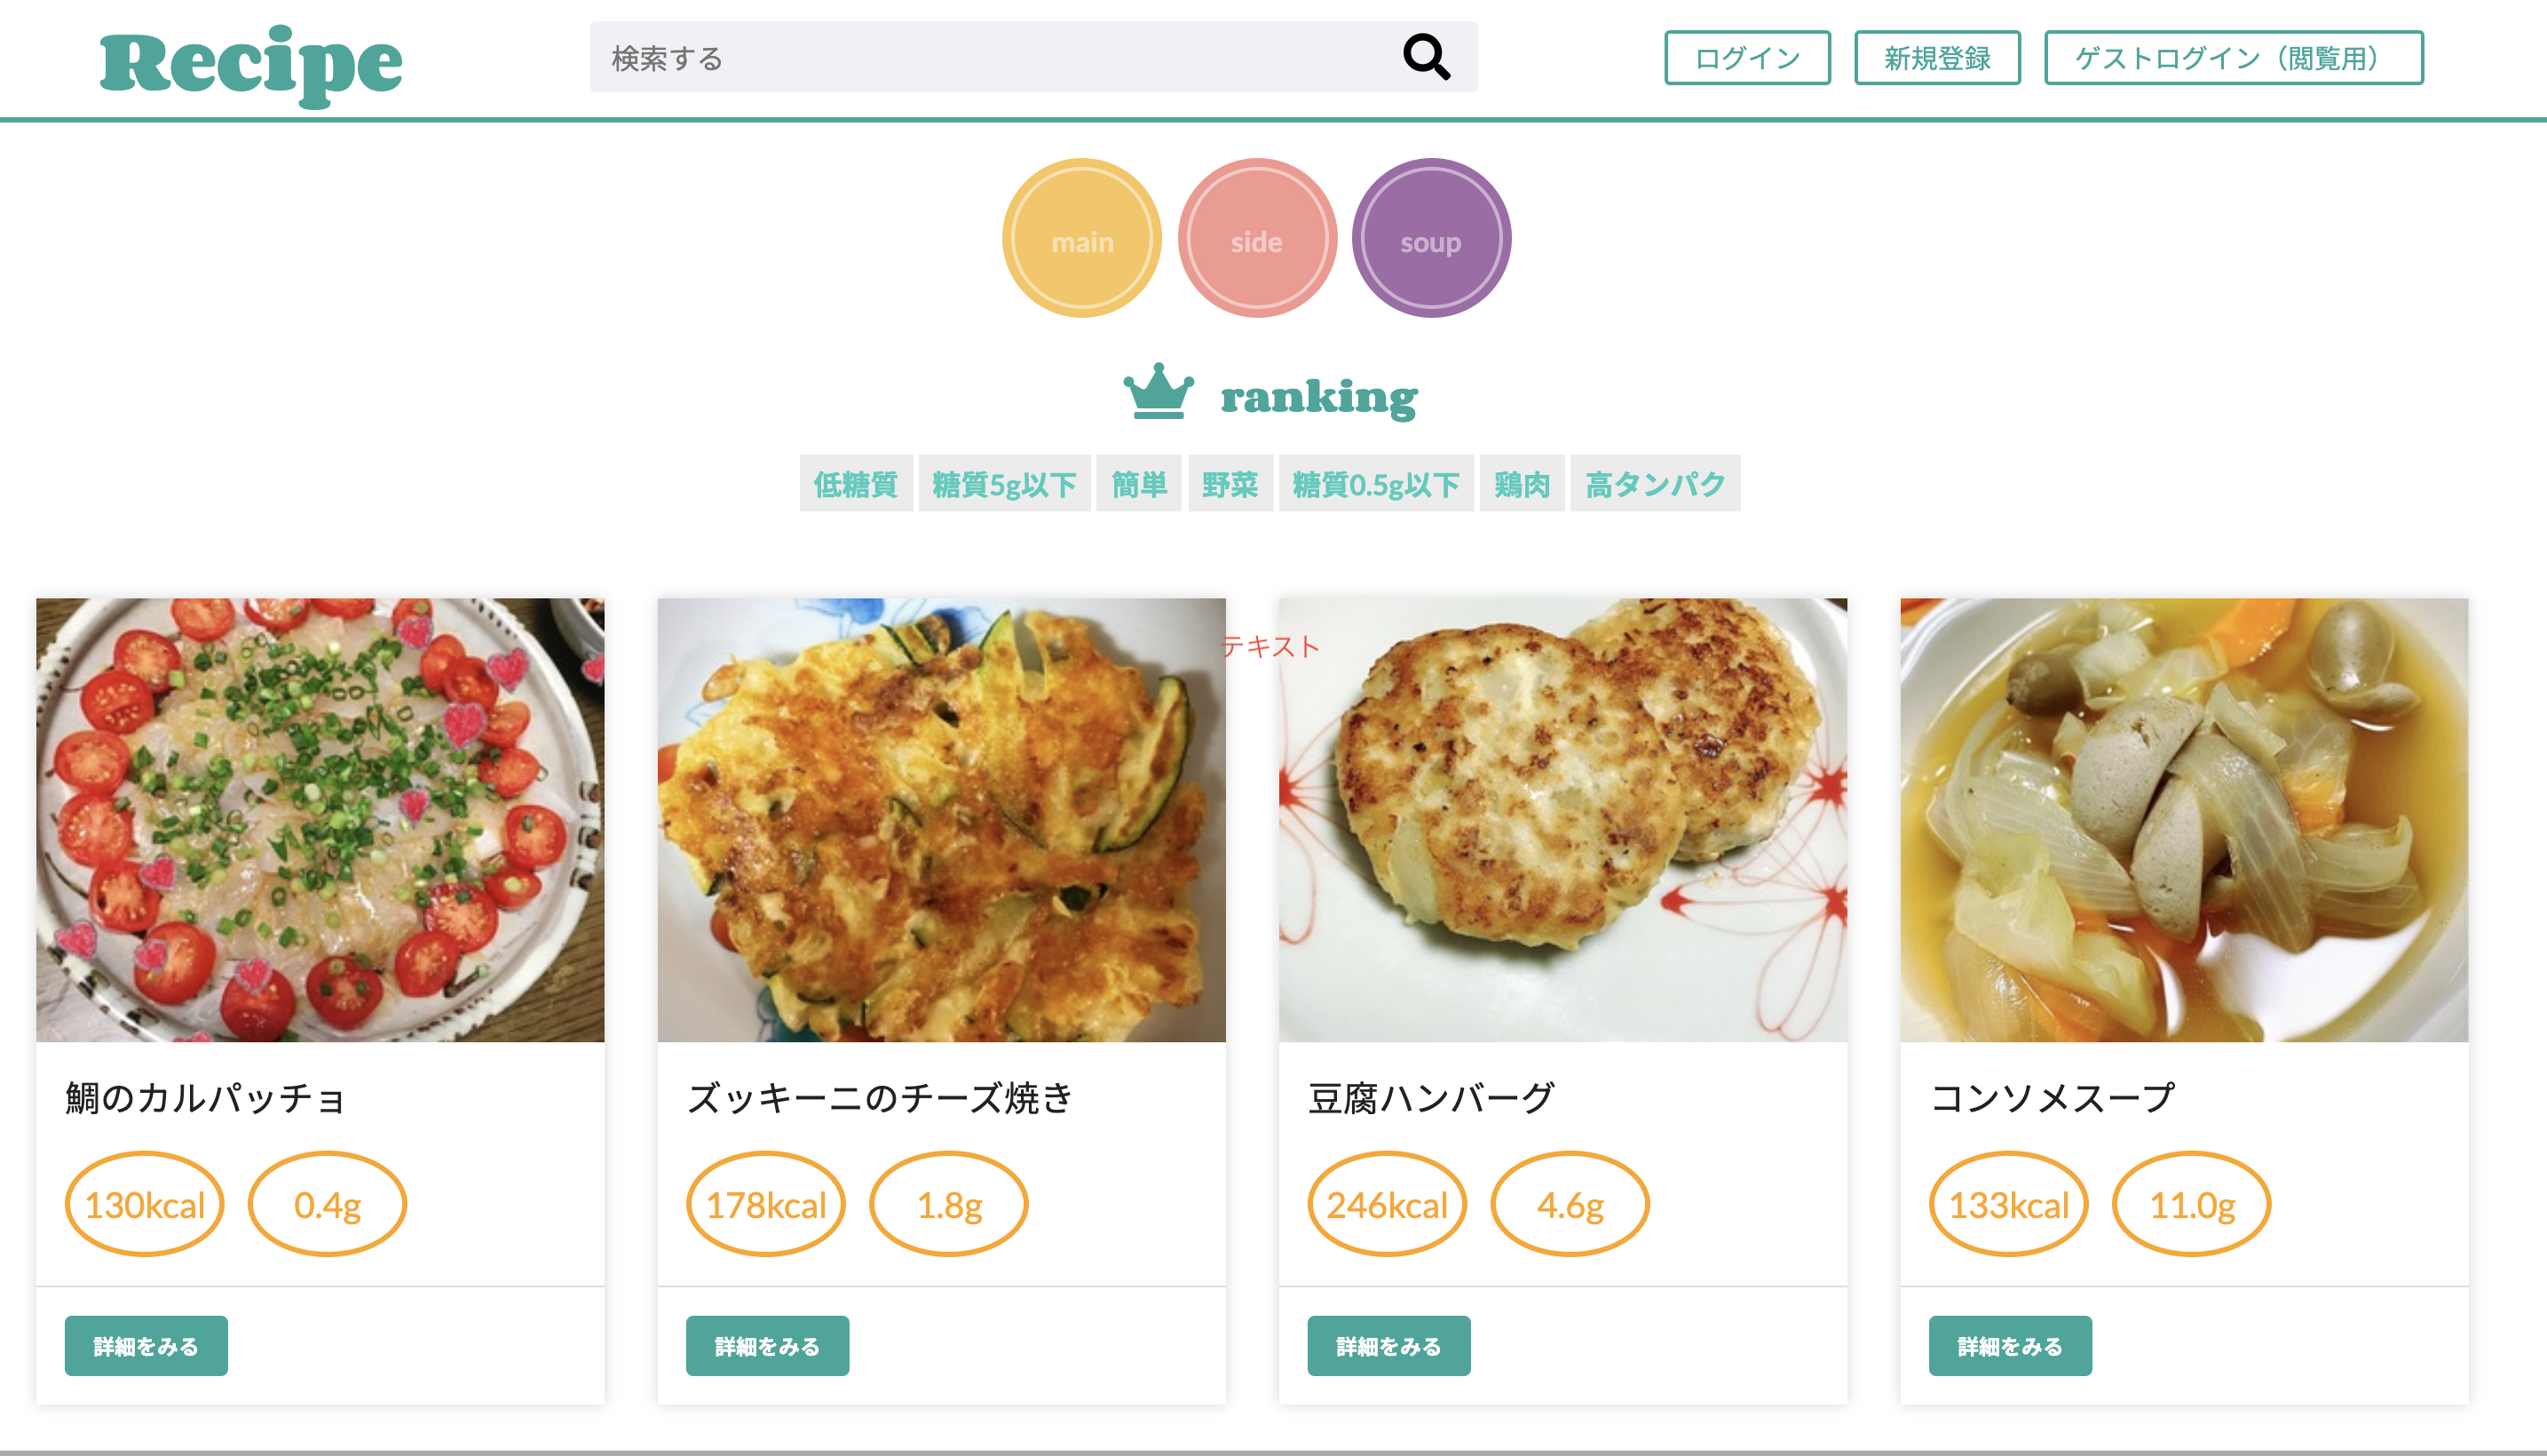 Recipe 検索する ログイン 新規登録 ゲストログイン（閲覧用）
main side soup
ranking
低糖質 糖質5g以下 簡単 野菜 糖質0.5g以下 鶏肉 高タンパク
テキスト
鯛のカルパッチョ ズッキーニのチーズ焼き 豆腐ハンバーグ コンソメスープ
130kcal 0.4g 178kcal 1.8g 246kcal 4.6g 133kcal 11.0g
詳細をみる 詳細をみる 詳細をみる 詳細をみる